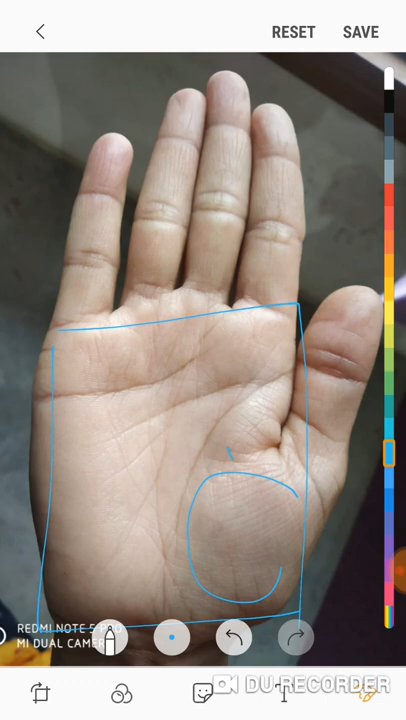 RESET SAVE
REDMI NOTE 5 PRO
MI DUAL CAMERA
DU RECORDER